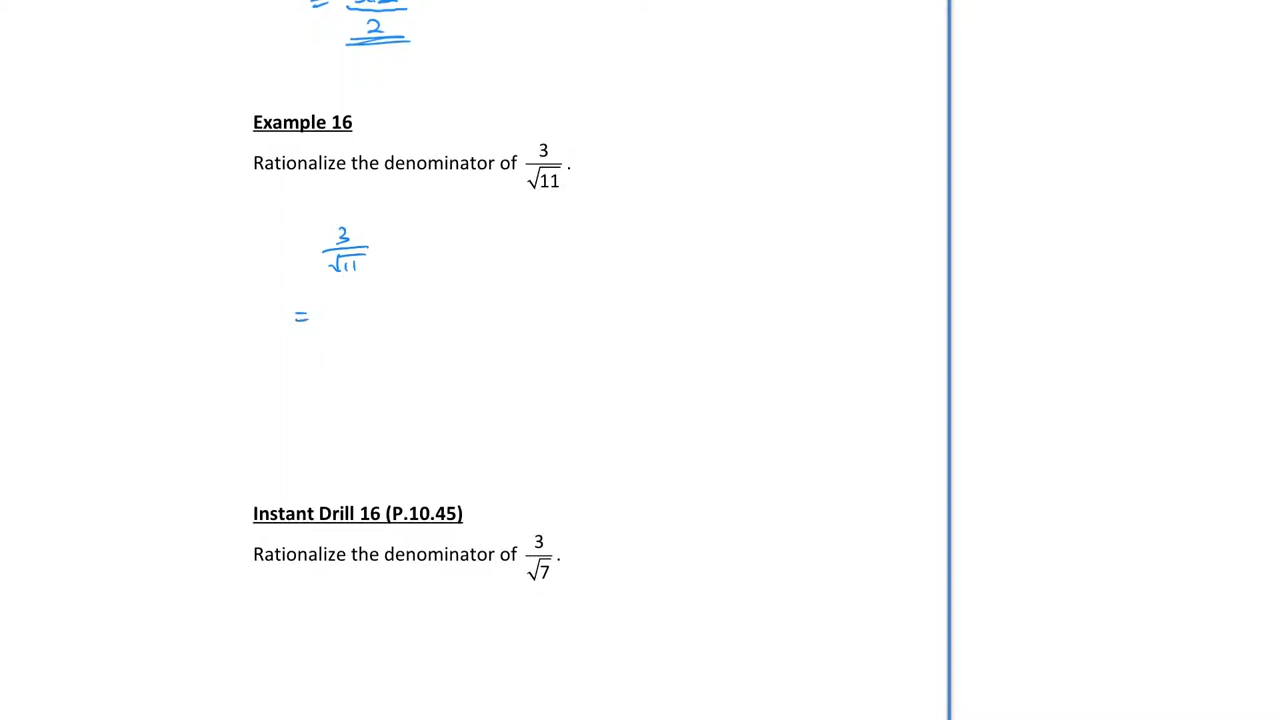 =
2
Example 16
Rationalize the denominator of 3/√11.
3/√11
=
Instant Drill 16 (P.10.45)
Rationalize the denominator of 3/√7.